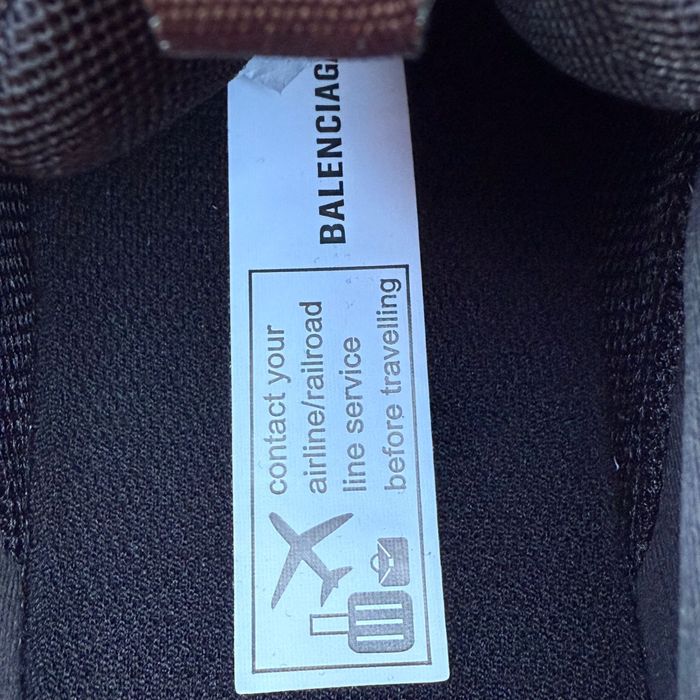 BALENCIAGA
contact your
airline/railroad
line service
before travelling